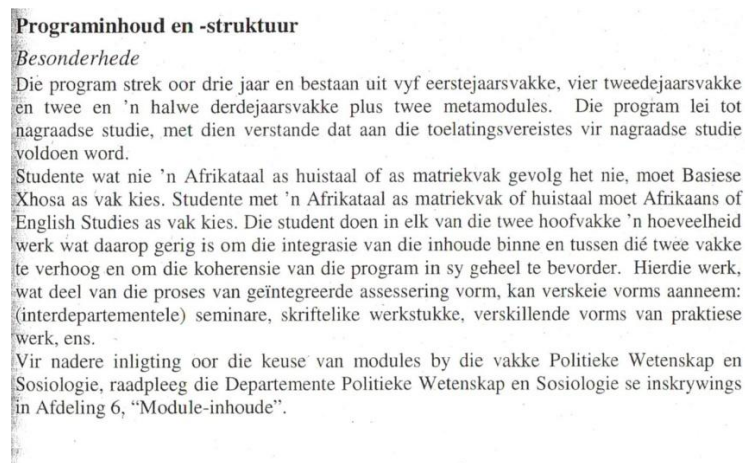 Programinhoud en -struktuur
Besonderhede
Die program strek oor drie jaar en bestaan uit vyf eerstejaarsvakke, vier tweedejaarsvakke
en twee en 'n halwe derdejaarsvakke plus twee metamodules. Die program lei tot
nagraadse studie, met dien verstande dat aan die toelatingsvereistes vir nagraadse studie
voldoen word.
Studente wat nie 'n Afrikataal as huistaal of as matriekvak gevolg het nie, moet Basiese
Xhosa as vak kies. Studente met 'n Afrikataal as matriekvak of huistaal moet Afrikaans of
English Studies as vak kies. Die student doen in elk van die twee hoofvakke 'n hoeveelheid
werk wat daarop gerig is om die integrasie van die inhoude binne en tussen dié twee vakke
te verhoog en om die koherensie van die program in sy geheel te bevorder. Hierdie werk,
wat deel van die proses van geïntegreerde assessering vorm, kan verskeie vorms aanneem:
(interdepartementele) seminare, skriftelike werkstukke, verskillende vorms van praktiese
werk, ens.
Vir nadere inligting oor die keuse van modules by die vakke Politieke Wetenskap en
Sosiologie, raadpleeg die Departemente Politieke Wetenskap en Sosiologie se inskrywings
in Afdeling 6, “Module-inhoude”.